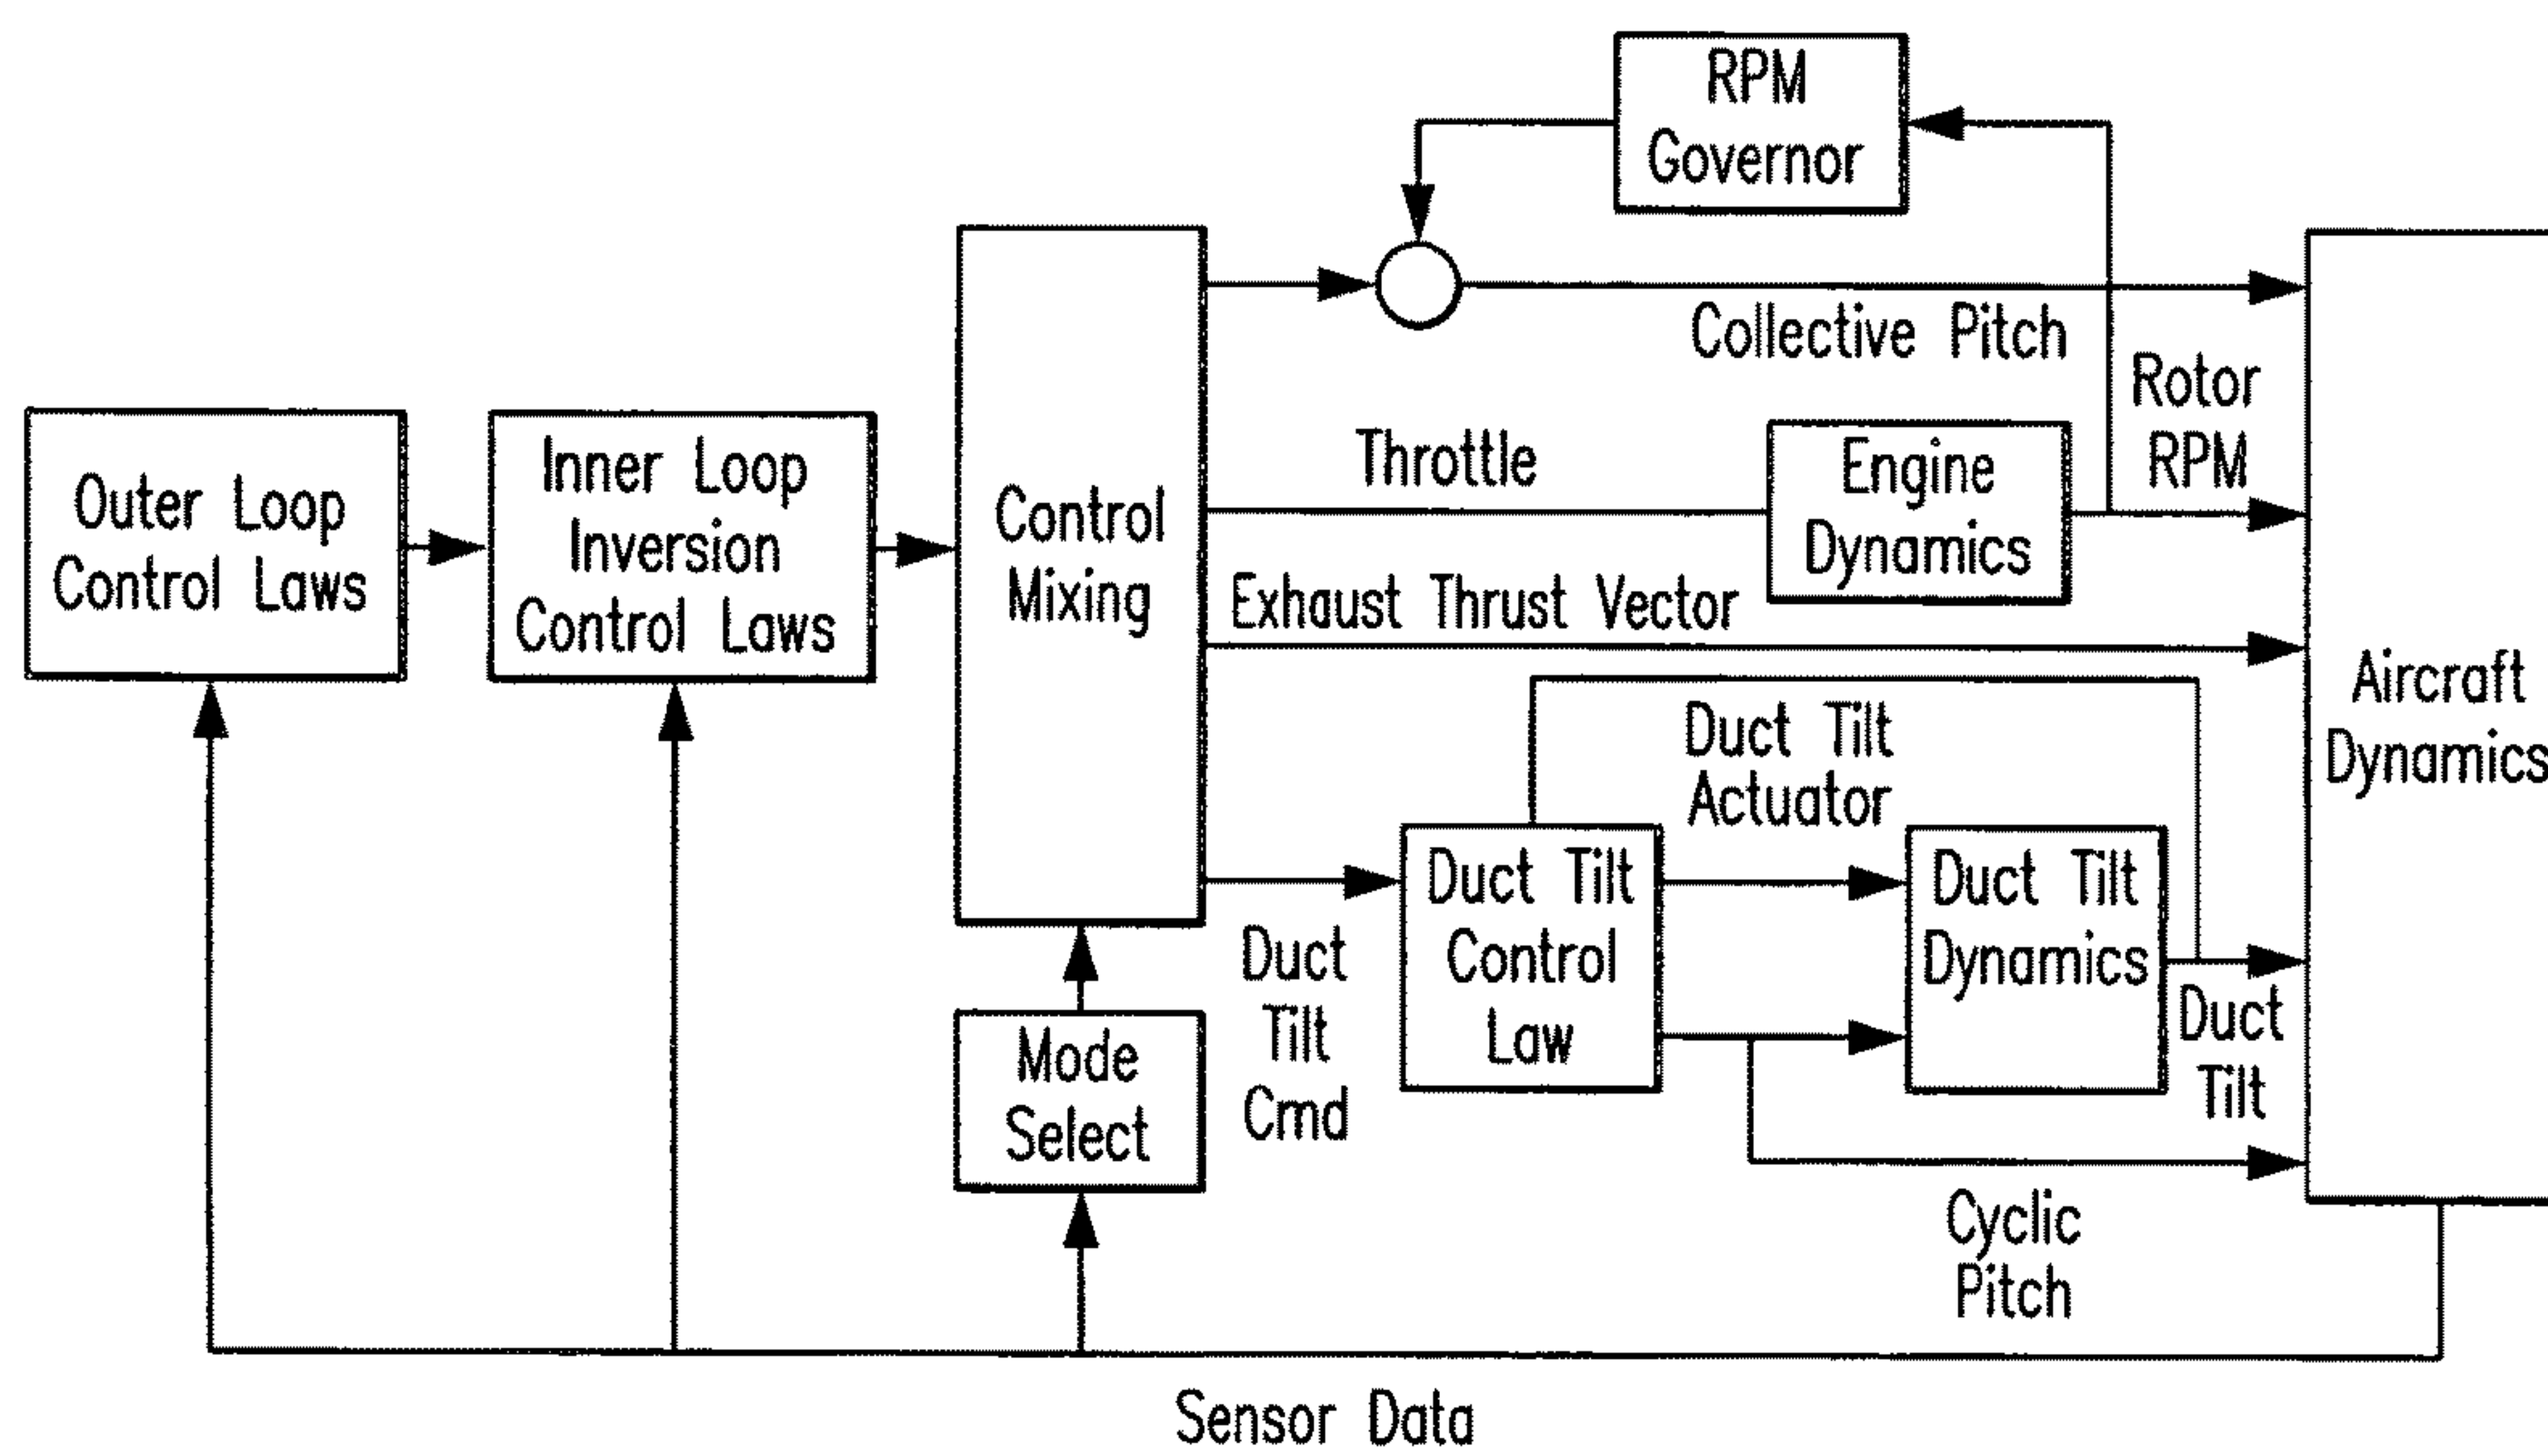 RPM
Governor
Collective Pitch
Rotor
RPM
Outer Loop
Control Laws
Inner Loop
Inversion
Control Laws
Control
Mixing
Throttle
Engine
Dynamics
Exhaust Thrust Vector
Aircraft
Dynamics
Duct Tilt
Actuator
Duct Tilt
Control
Law
Duct Tilt
Dynamics
Duct
Tilt
Cmd
Duct
Tilt
Mode
Select
Cyclic
Pitch
Sensor Data